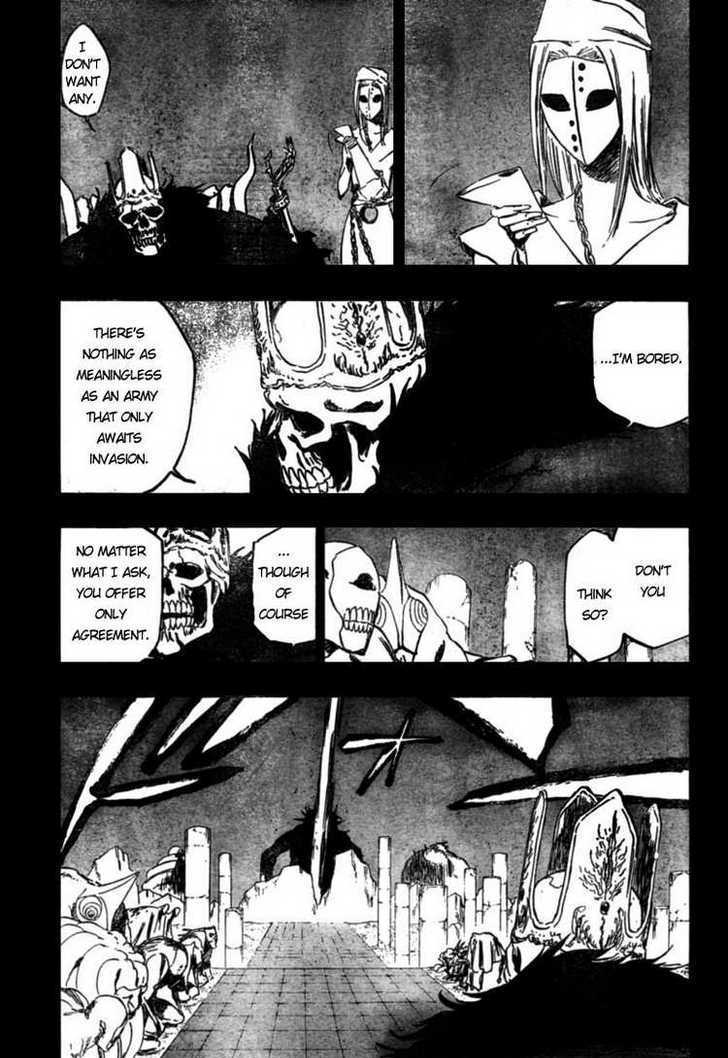 I
DON'T
WANT
ANY.
...I'M BORED.
THERE'S
NOTHING AS
MEANINGLESS
AS AN ARMY
THAT ONLY
AWAITS
INVASION.
DON'T
YOU
THINK
SO?
...
THOUGH
OF
COURSE
NO MATTER
WHAT I ASK,
YOU OFFER
ONLY
AGREEMENT.